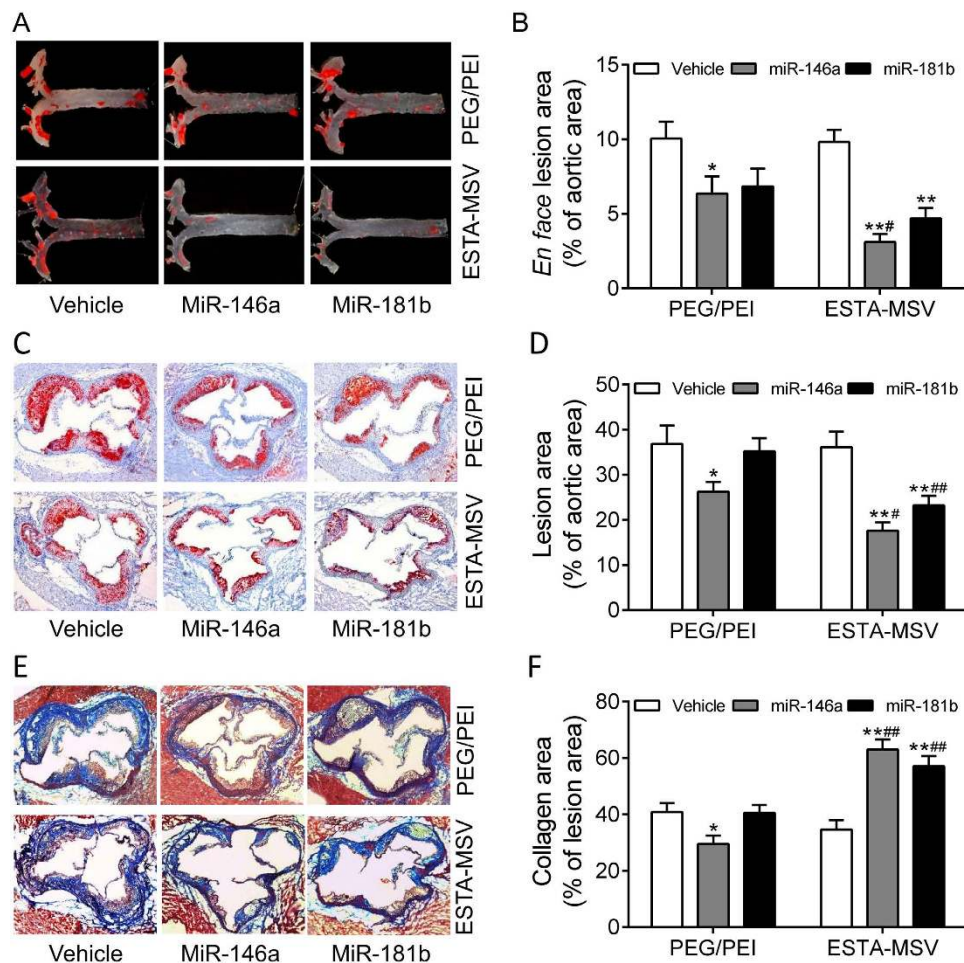 A
PEG/PEI
ESTA-MSV
Vehicle MiR-146a MiR-181b
B
Vehicle miR-146a miR-181b
En face lesion area
(% of aortic area)
15
10
5
0
*
**#
**
PEG/PEI ESTA-MSV
C
PEG/PEI
ESTA-MSV
Vehicle MiR-146a MiR-181b
D
Vehicle miR-146a miR-181b
Lesion area
(% of aortic area)
50
40
30
20
10
0
*
**#
**##
PEG/PEI ESTA-MSV
E
PEG/PEI
ESTA-MSV
Vehicle MiR-146a MiR-181b
F
Vehicle miR-146a miR-181b
Collagen area
(% of lesion area)
80
60
40
20
0
*
**##
**##
PEG/PEI ESTA-MSV